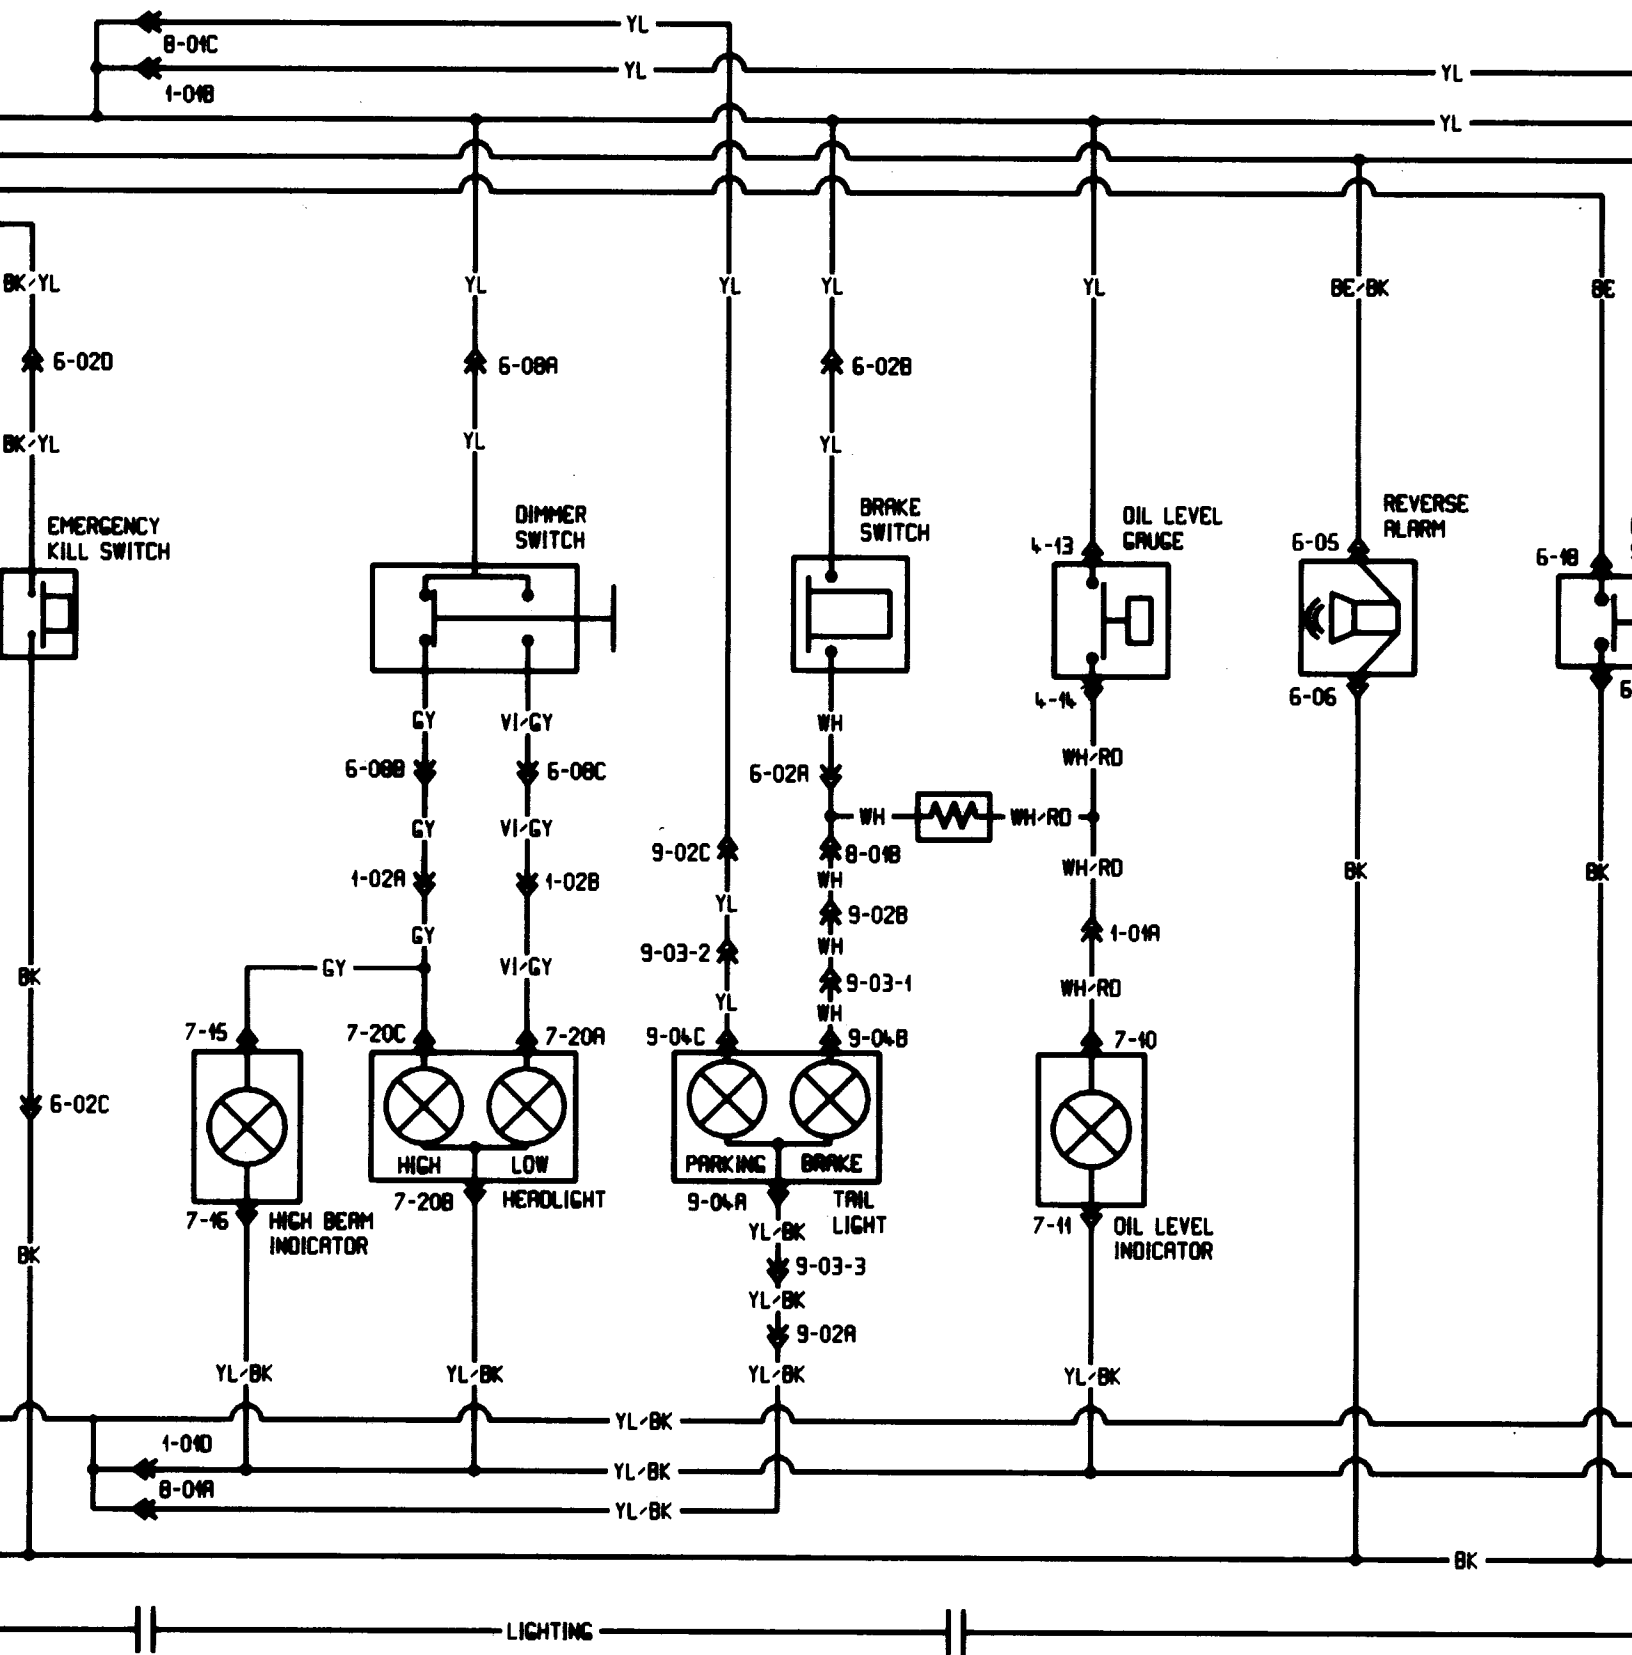 YL
8-01C
YL
YL
1-01B
YL
BK/YL
YL
YL
YL
YL
BE/BK
BE
6-02D
6-08A
6-02B
BK/YL
YL
YL
EMERGENCY
KILL SWITCH
DIMMER
SWITCH
BRAKE
SWITCH
OIL LEVEL
GAUGE
4-13
REVERSE
ALARM
6-05
6-18
GY
VI/GY
WH
4-14
6-06
WH/RD
6-08B
6-08C
6-02A
GY
VI/GY
WH
WH/RD
9-02C
8-01B
WH/RD
BK
BK
1-02A
1-02B
WH
YL
9-02B
GY
1-01A
WH
9-03-2
GY
VI/GY
BK
9-03-1
WH/RD
YL
WH
7-15
7-20C
7-20A
9-04C
9-04B
7-10
6-02C
HIGH
LOW
PARKING
BRAKE
7-20B
HEADLIGHT
9-04A
TAIL
LIGHT
7-16
HIGH BEAM
INDICATOR
7-11
OIL LEVEL
INDICATOR
BK
YL/BK
9-03-3
YL/BK
9-02A
YL/BK
YL/BK
YL/BK
YL/BK
YL/BK
1-01D
YL/BK
8-01A
YL/BK
BK
LIGHTING